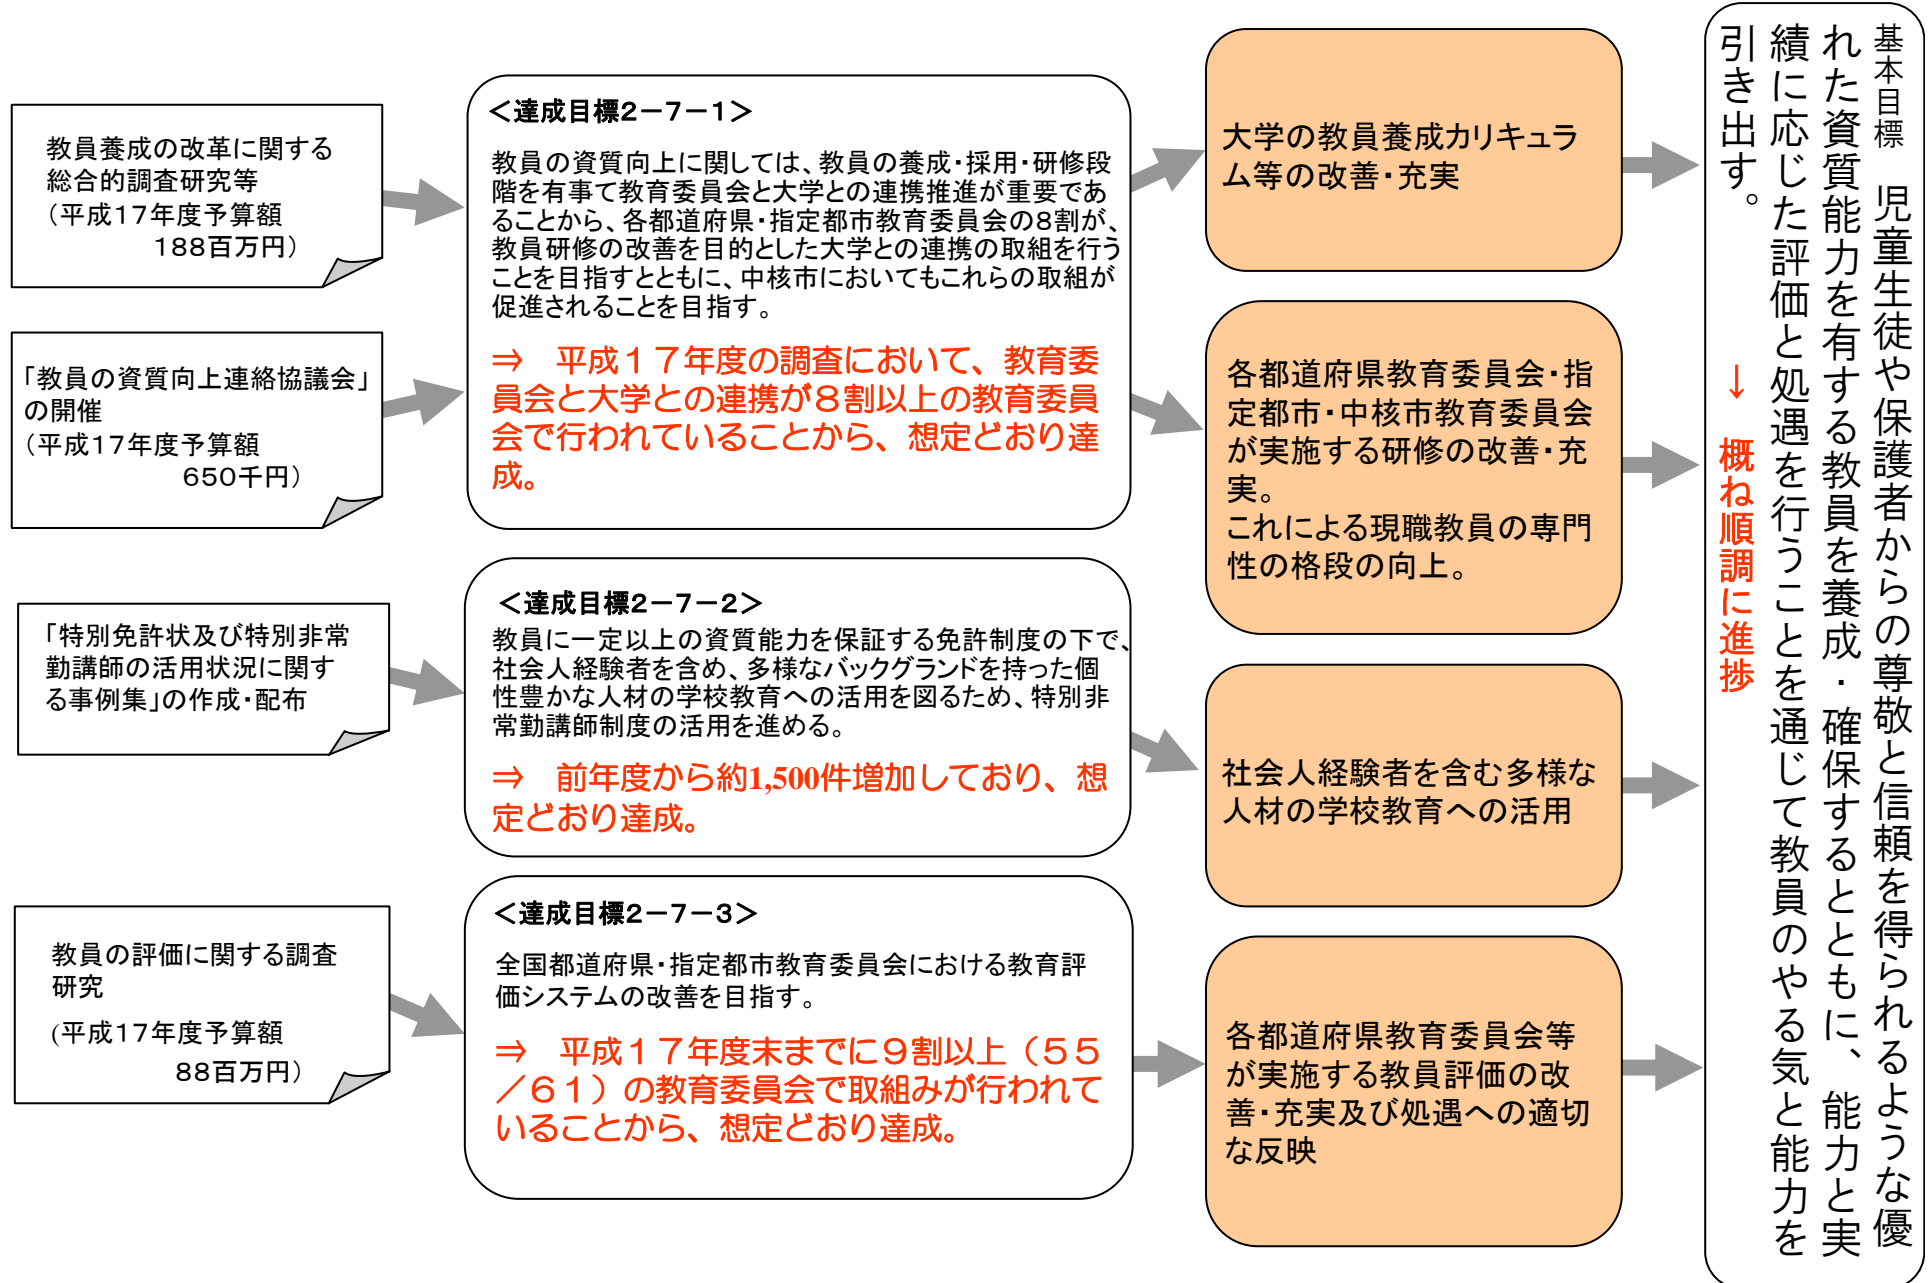 教員養成の改革に関する
総合的調査研究等
（平成17年度予算額
188百万円）
「教員の資質向上連絡協議会」
の開催
（平成17年度予算額
650千円）
「特別免許状及び特別非常
勤講師の活用状況に関す
る事例集」の作成・配布
教員の評価に関する調査
研究
(平成17年度予算額
88百万円）
＜達成目標2－7－1＞
教員の資質向上に関しては、教員の養成・採用・研修段
階を有事て教育委員会と大学との連携推進が重要であ
ることから、各都道府県・指定都市教育委員会の8割が、
教員研修の改善を目的とした大学との連携の取組を行う
ことを目指すとともに、中核市においてもこれらの取組が
促進されることを目指す。
⇒　平成１７年度の調査において、教育委
員会と大学との連携が８割以上の教育委員
会で行われていることから、想定どおり達
成。
＜達成目標2－7－2＞
教員に一定以上の資質能力を保証する免許制度の下で、
社会人経験者を含め、多様なバックグランドを持った個
性豊かな人材の学校教育への活用を図るため、特別非
常勤講師制度の活用を進める。
⇒　前年度から約1,500件増加しており、想
定どおり達成。
＜達成目標2－7－3＞
全国都道府県・指定都市教育委員会における教育評
価システムの改善を目指す。
⇒　平成１７年度末までに９割以上（５５
／６１）の教育委員会で取組みが行われて
いることから、想定どおり達成。
大学の教員養成カリキュラ
ム等の改善・充実
各都道府県教育委員会・指
定都市・中核市教育委員会
が実施する研修の改善・充
実。
これによる現職教員の専門
性の格段の向上。
社会人経験者を含む多様な
人材の学校教育への活用
各都道府県教育委員会等
が実施する教員評価の改
善・充実及び処遇への適切
な反映
基本目標　児童生徒や保護者からの尊敬と信頼を得られるような優
れた資質能力を有する教員を養成・確保するとともに、能力と実
績に応じた評価と処遇を行うことを通じて教員のやる気と能力を
引き出す。　　　→　概ね順調に進捗